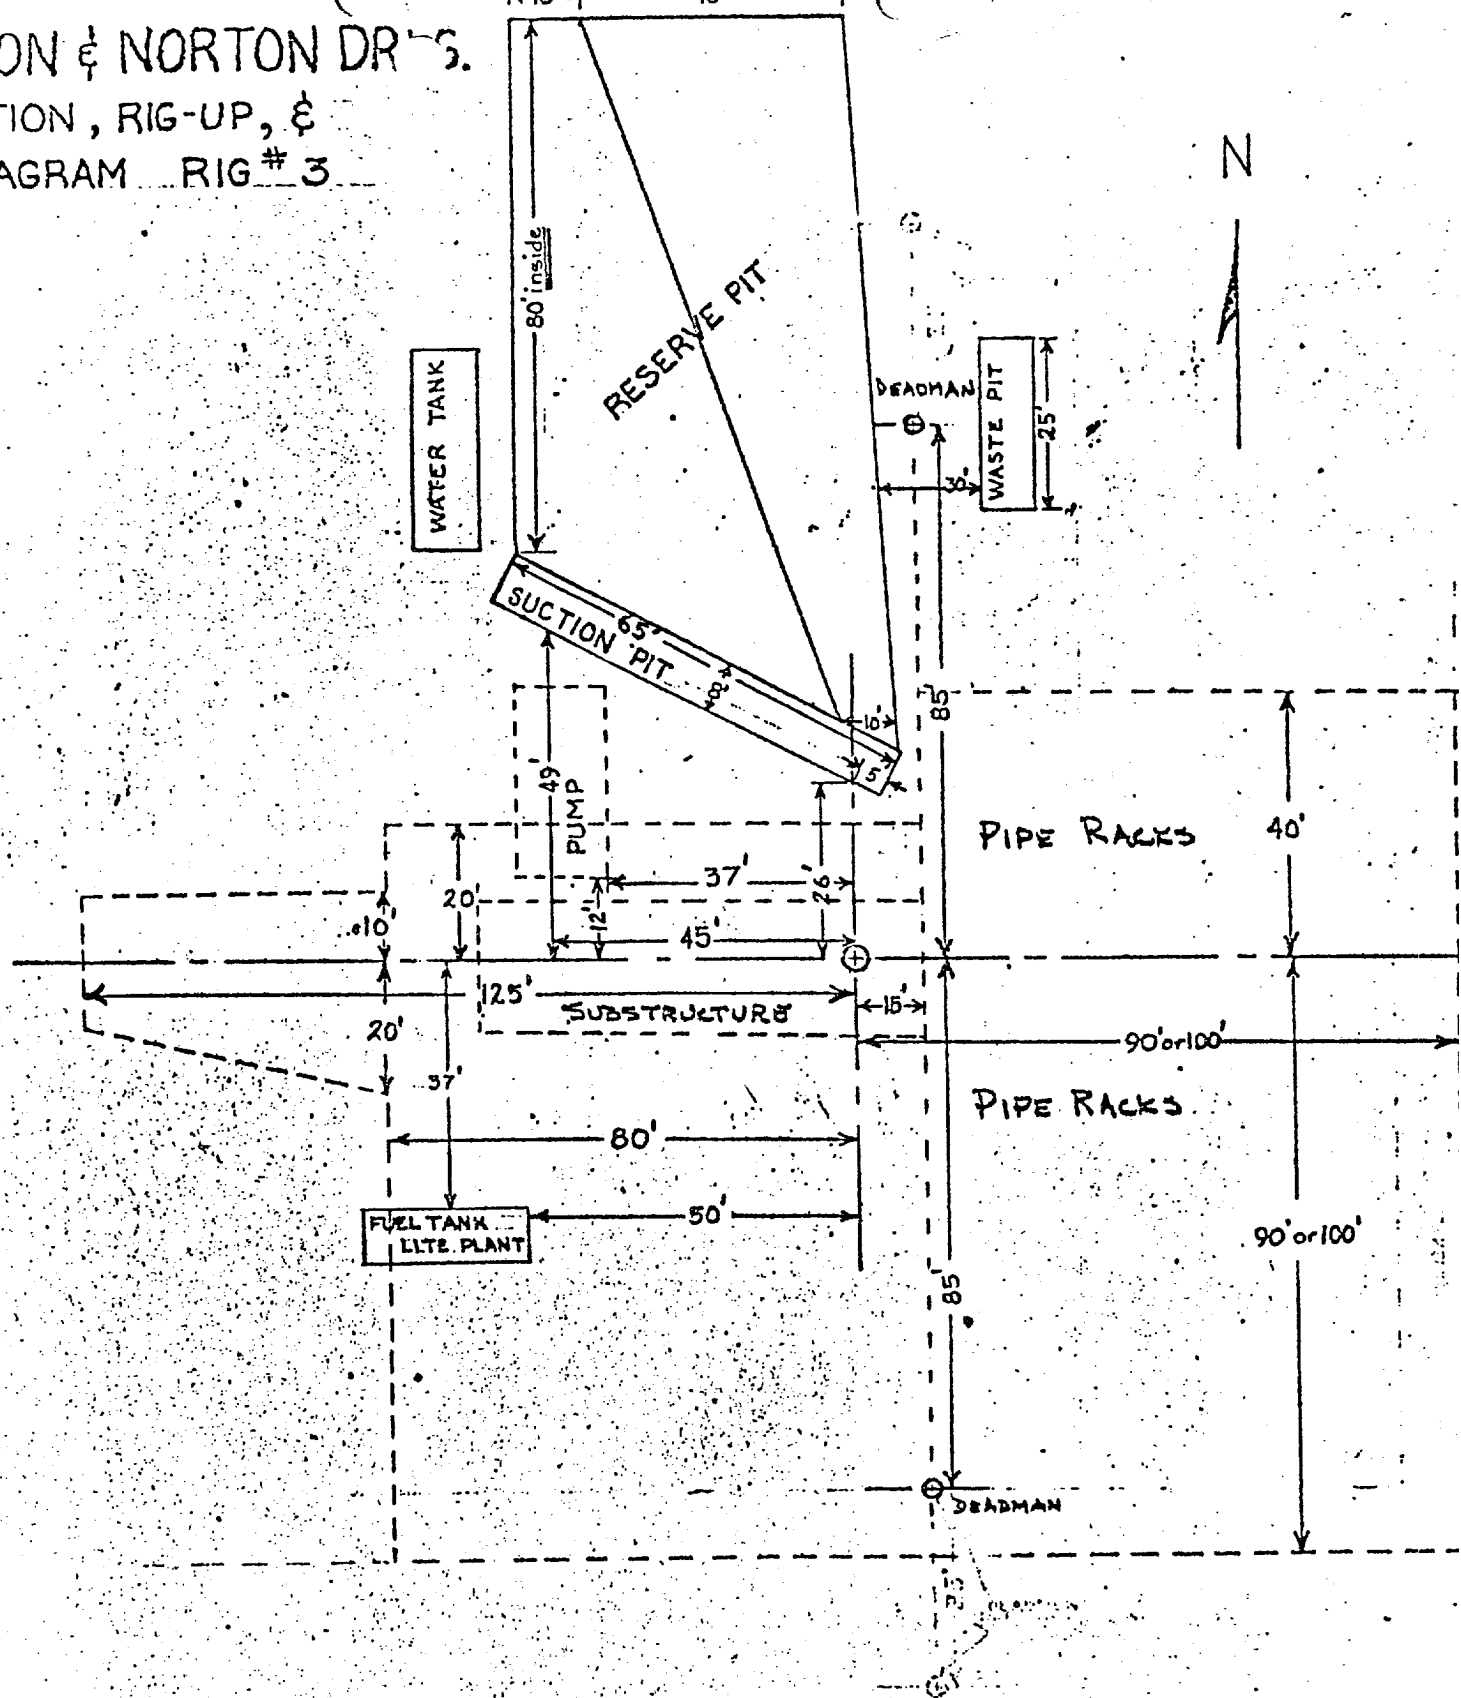 ON & NORTON DR
TION, RIG-UP, &
AGRAM RIG #3
N
80' inside
RESERVE PIT
WATER TANK
DEADMAN
WASTE PIT
25'
30'
SUCTION PIT
65'
8'
10'
5'
85'
49'
PUMP
PIPE RACKS
40'
37'
26'
20'
12'
10'
45'
125'
SUBSTRUCTURE
15'
20'
90' or 100'
37'
PIPE RACKS
80'
FUEL TANK
LITE PLANT
50'
90' or 100'
85'
DEADMAN